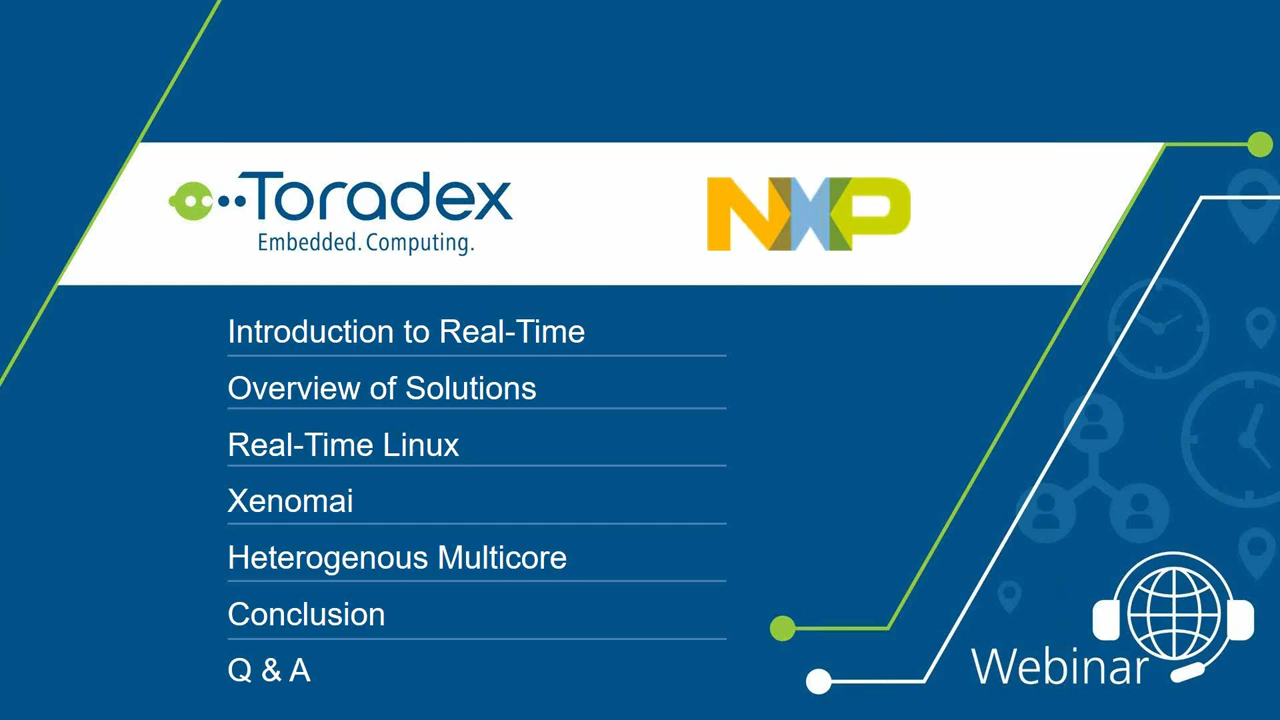 Toradex
Embedded. Computing.
NXP
Introduction to Real-Time
Overview of Solutions
Real-Time Linux
Xenomai
Heterogenous Multicore
Conclusion
Q & A
Webinar